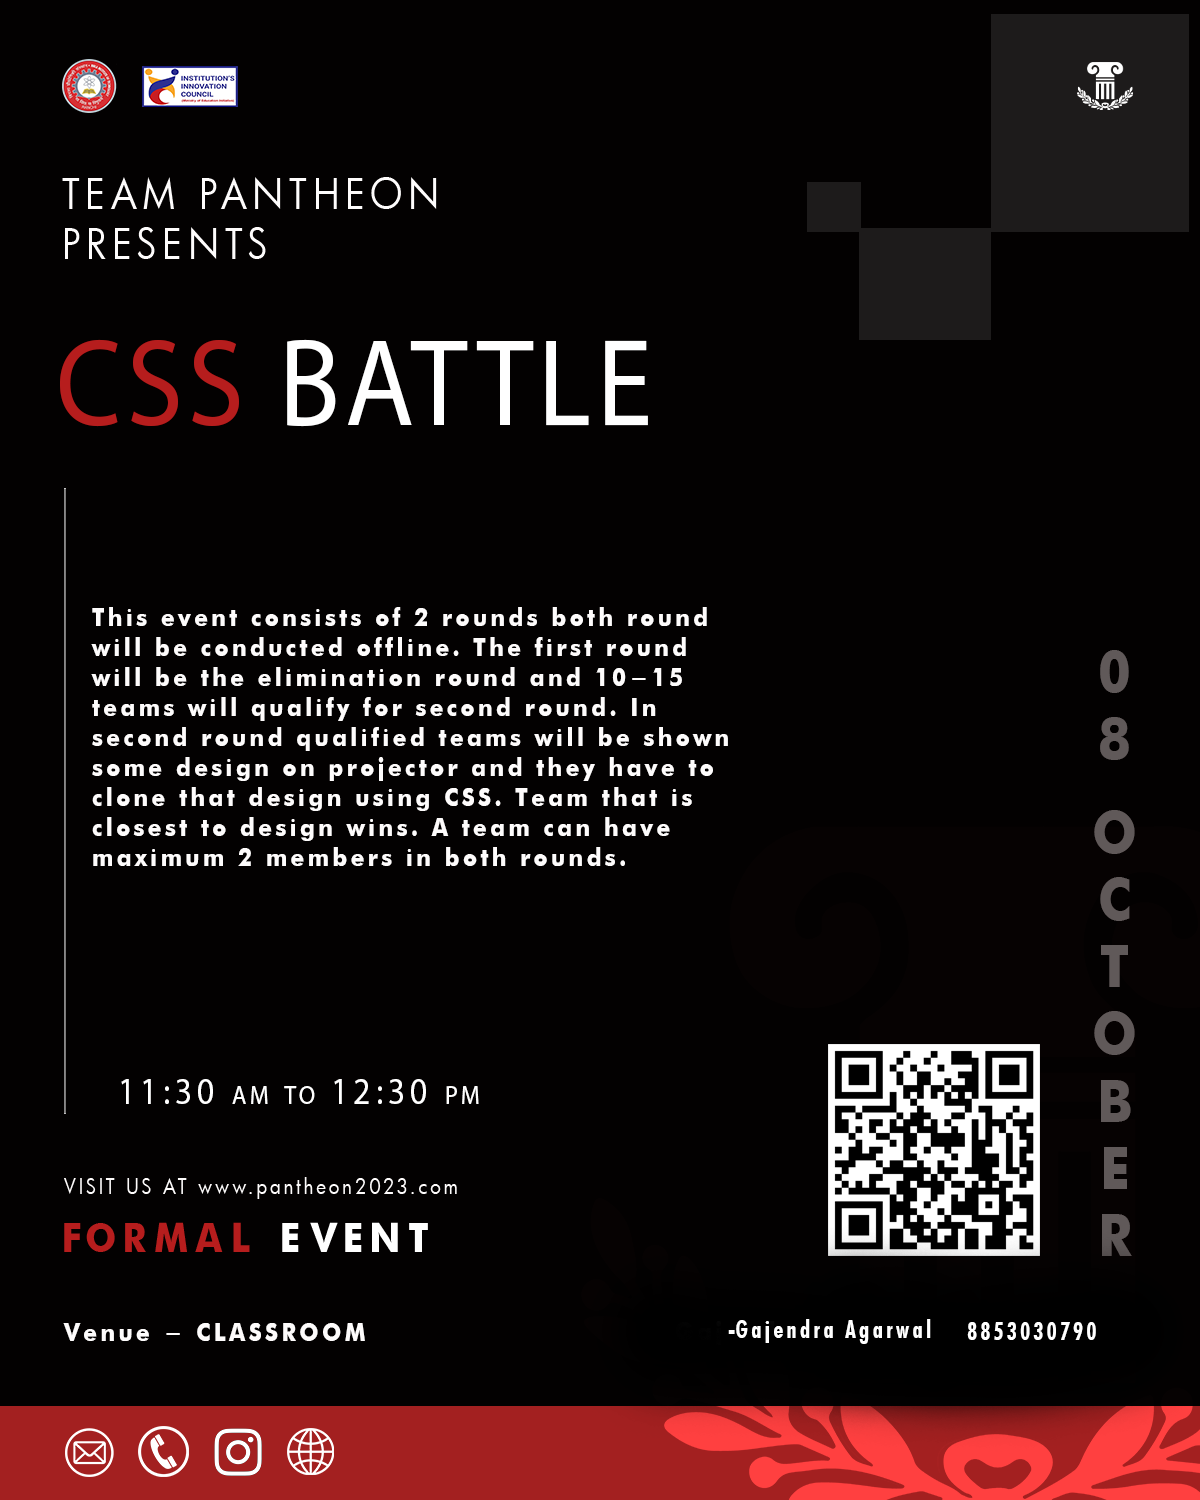 INSTITUTION'S
INNOVATION
COUNCIL
(Ministry of Education Initiative)
TEAM PANTHEON
PRESENTS
CSS BATTLE
This event consists of 2 rounds both round
will be conducted offline. The first round
will be the elimination round and 10–15
teams will qualify for second round. In
second round qualified teams will be shown
some design on projector and they have to
clone that design using CSS. Team that is
closest to design wins. A team can have
maximum 2 members in both rounds.
08 OCTOBER
11:30 AM TO 12:30 PM
VISIT US AT www.pantheon2023.com
FORMAL EVENT
Venue – CLASSROOM
-Gajendra Agarwal 8853030790